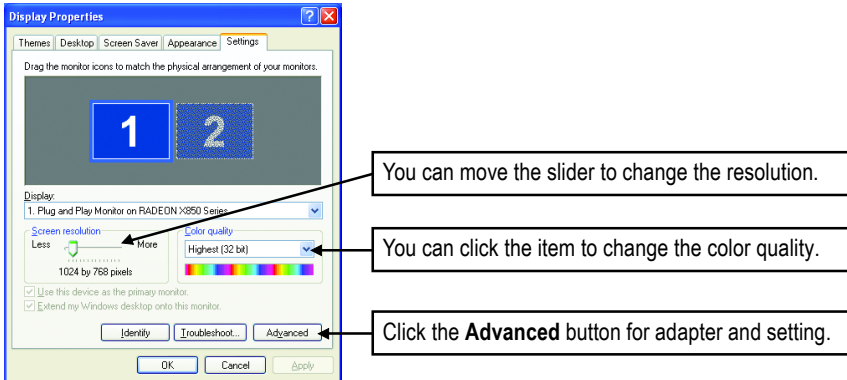 Display Properties
Themes Desktop Screen Saver Appearance Settings
Drag the monitor icons to match the physical arrangement of your monitors.
1 2
Display:
1. Plug and Play Monitor on RADEON X850 Series
Screen resolution
Less More
1024 by 768 pixels
Color quality
Highest (32 bit)
Use this device as the primary monitor.
Extend my Windows desktop onto this monitor.
Identify Troubleshoot... Advanced
OK Cancel Apply
You can move the slider to change the resolution.
You can click the item to change the color quality.
Click the Advanced button for adapter and setting.